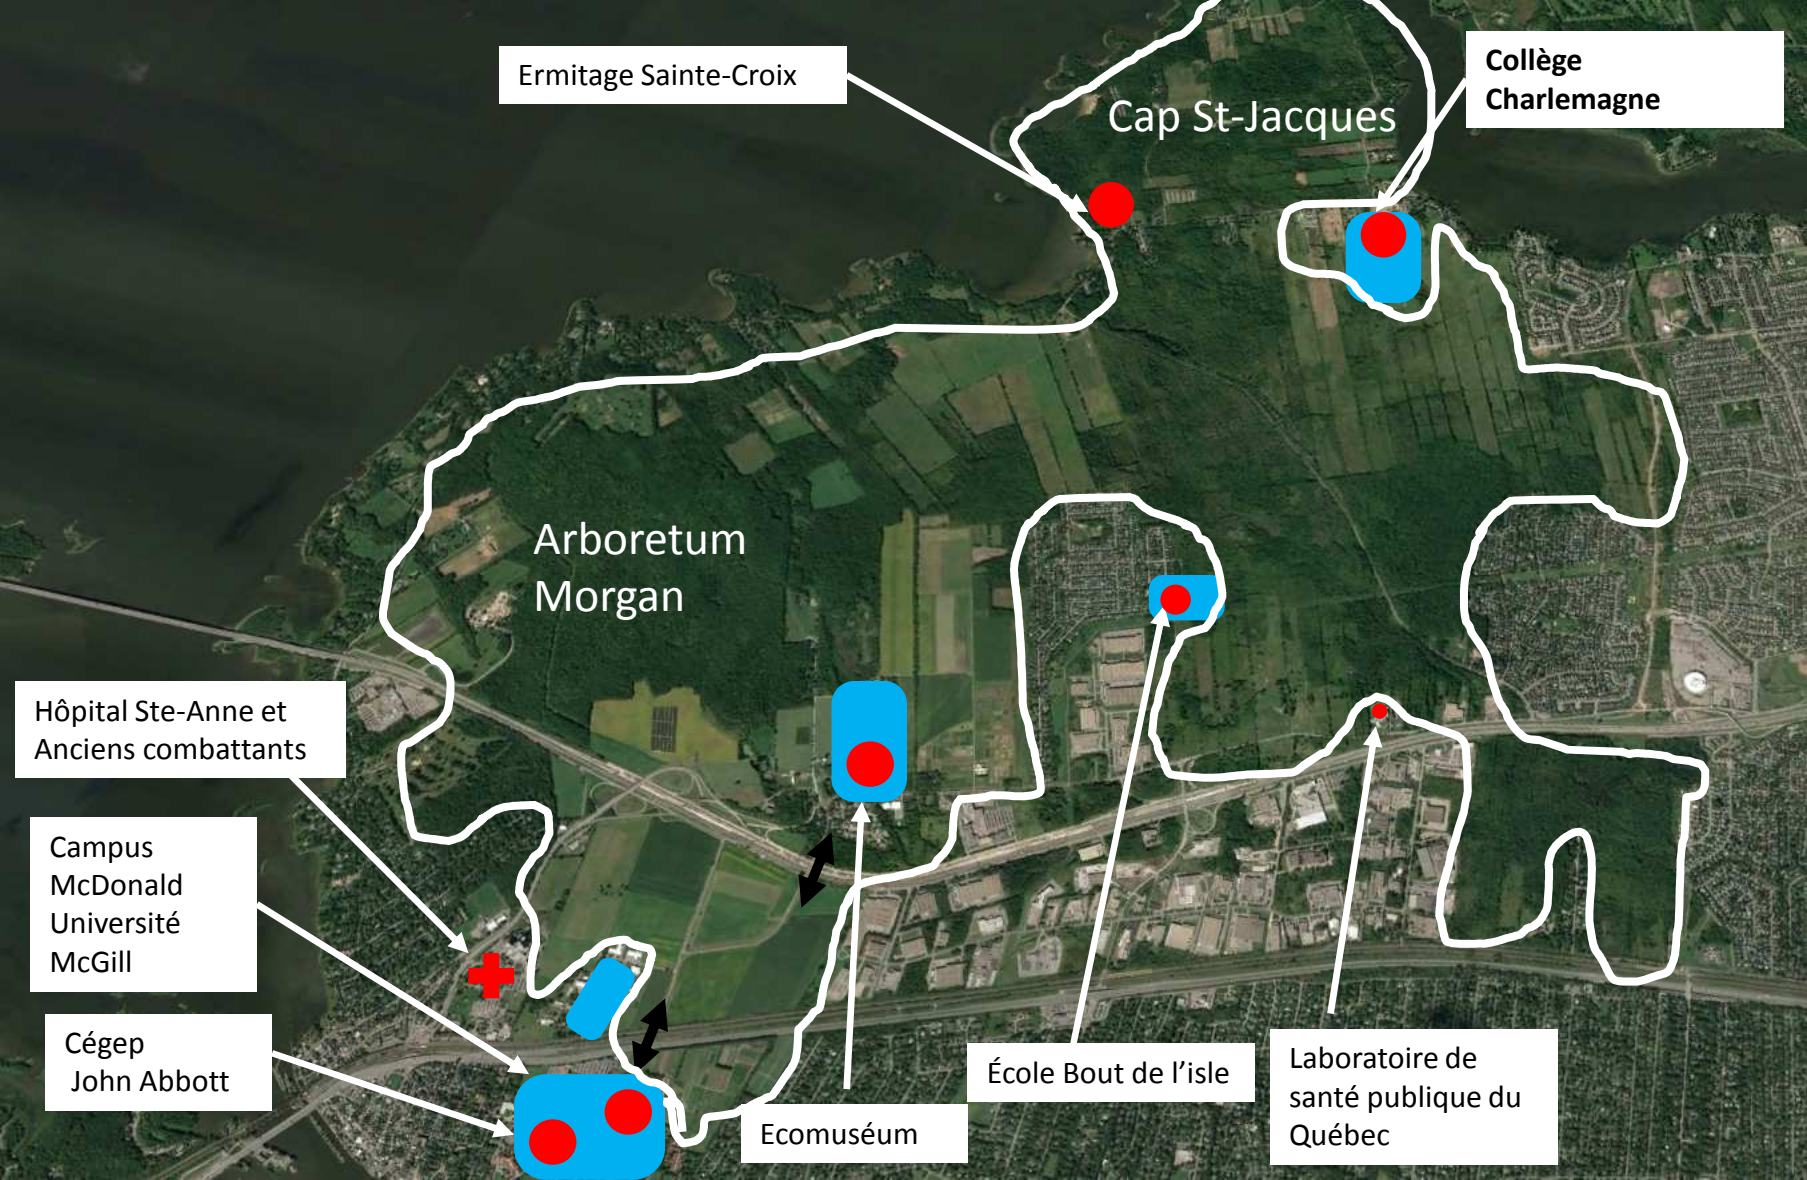 Ermitage Sainte-Croix
Collège
Charlemagne
Cap St-Jacques
Arboretum
Morgan
Hôpital Ste-Anne et
Anciens combattants
Campus
McDonald
Université
McGill
Cégep
John Abbott
Ecomuséum
École Bout de l'isle
Laboratoire de
santé publique du
Québec